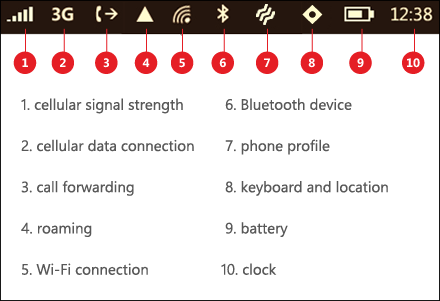 3G 12:38
1 2 3 4 5 6 7 8 9 10
1. cellular signal strength
2. cellular data connection
3. call forwarding
4. roaming
5. Wi-Fi connection
6. Bluetooth device
7. phone profile
8. keyboard and location
9. battery
10. clock